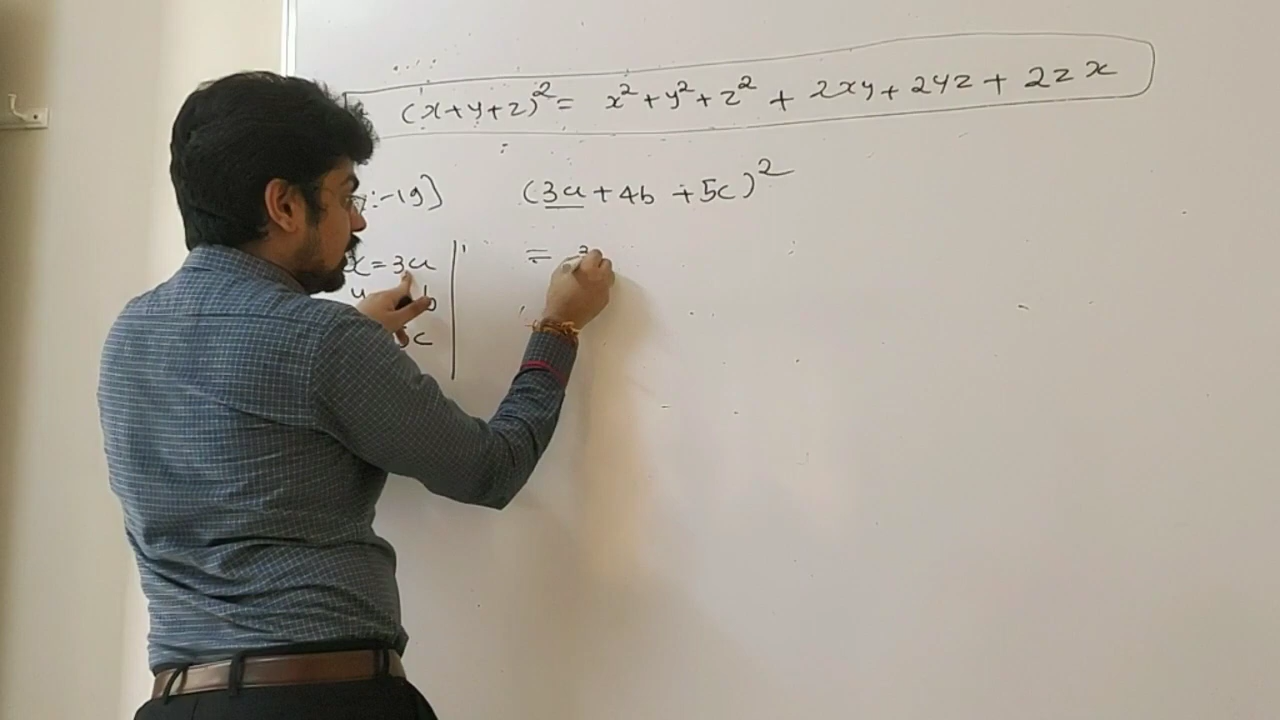 (x+y+z)² = x² + y² + z² + 2xy + 2yz + 2zx
:-19] (3a + 4b + 5c)²
x = 3a =
b
c